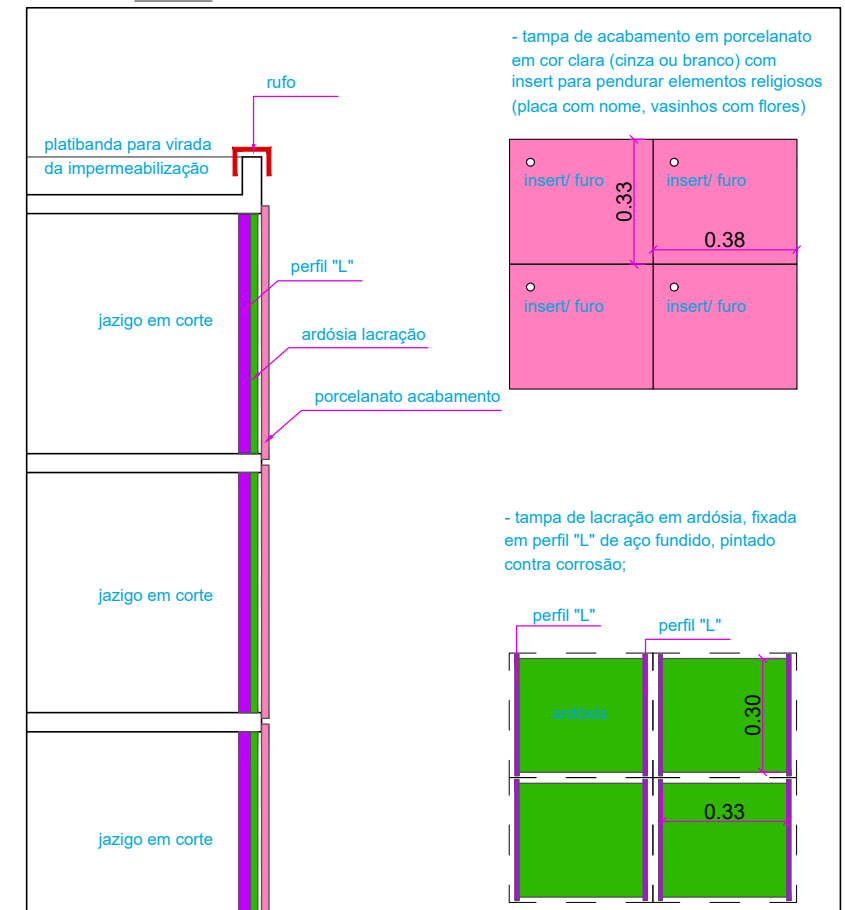 - tampa de acabamento em porcelanato
em cor clara (cinza ou branco) com
insert para pendurar elementos religiosos
(placa com nome, vasinhos com flores)
rufo
platibanda para virada
da impermeabilização
insert/ furo
insert/ furo
0.33
0.38
perfil "L"
insert/ furo
insert/ furo
jazigo em corte
ardósia lacração
porcelanato acabamento
- tampa de lacração em ardósia, fixada
em perfil "L" de aço fundido, pintado
contra corrosão;
jazigo em corte
perfil "L"
perfil "L"
ardósia
0.30
0.33
jazigo em corte